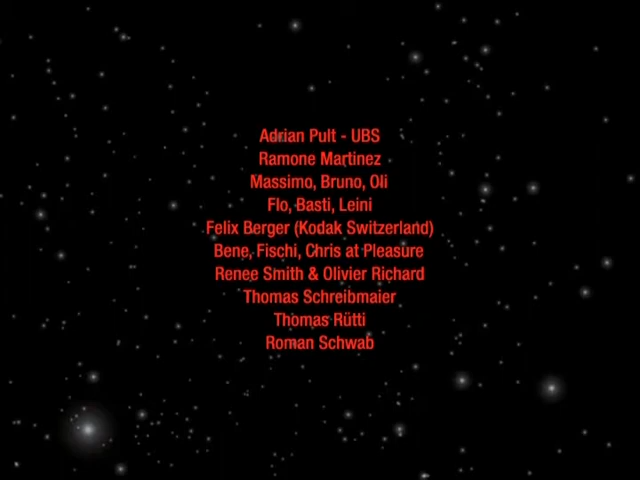 Adrian Pult - UBS
Ramone Martinez
Massimo, Bruno, Oli
Flo, Basti, Leini
Felix Berger (Kodak Switzerland)
Bene, Fischi, Chris at Pleasure
Renee Smith & Olivier Richard
Thomas Schreibmaier
Thomas Rütti
Roman Schwab